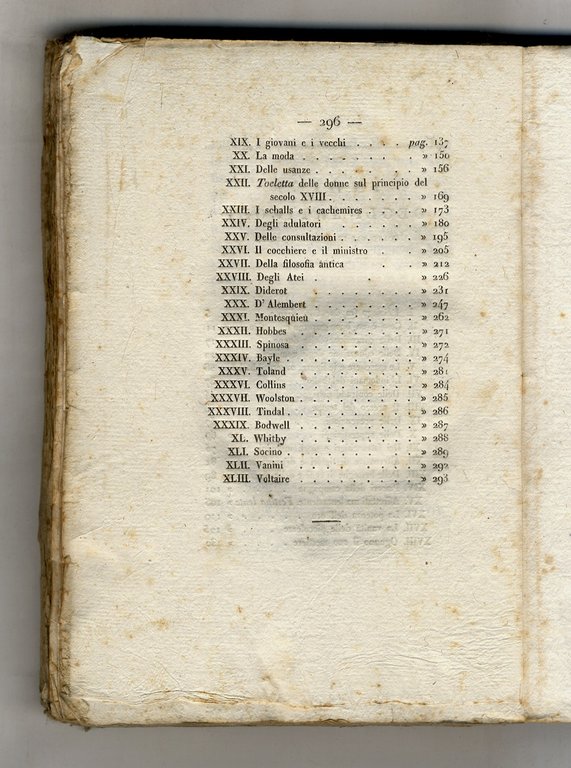 — 296 —
XIX. I giovani e i vecchi . . . . pag. 137
XX. La moda . . . . . . . . » 150
XXI. Delle usanze . . . . . . . » 156
XXII. Toeletta delle donne sul principio del
secolo XVIII . . . . . . . » 169
XXIII. I schalls e i cachemires . . . . » 173
XXIV. Degli adulatori . . . . . . » 180
XXV. Delle consultazioni . . . . . . » 195
XXVI. Il cocchiere e il ministro . . . » 205
XXVII. Della filosofia antica . . . » 212
XXVIII. Degli Atei . . . . . . . . » 226
XXIX. Diderot . . . . . . . . . » 231
XXX. D'Alembert . . . . . . . . » 247
XXXI. Montesquieu . . . . . . . . » 262
XXXII. Hobbes . . . . . . . . . » 271
XXXIII. Spinosa . . . . . . . . . » 272
XXXIV. Bayle . . . . . . . . . » 274
XXXV. Toland . . . . . . . . . » 281
XXXVI. Collins . . . . . . . . . » 284
XXXVII. Woolston . . . . . . . . . » 285
XXXVIII. Tindal . . . . . . . . . » 286
XXXIX. Bodwell . . . . . . . . . » 287
XL. Whitby . . . . . . . . . » 288
XLI. Socino . . . . . . . . . » 289
XLII. Vanini . . . . . . . . . » 292
XLIII. Voltaire . . . . . . . . . » 293